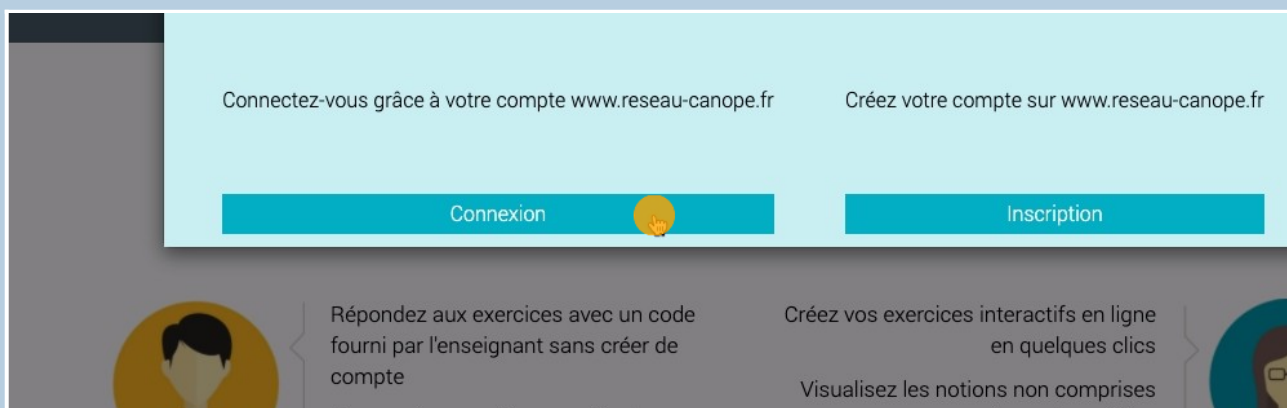 Connectez-vous grâce à votre compte www.reseau-canope.fr
Créez votre compte sur www.reseau-canope.fr
Connexion
Inscription
Répondez aux exercices avec un code
fourni par l'enseignant sans créer de
compte
Créez vos exercices interactifs en ligne
en quelques clics
Visualisez les notions non comprises